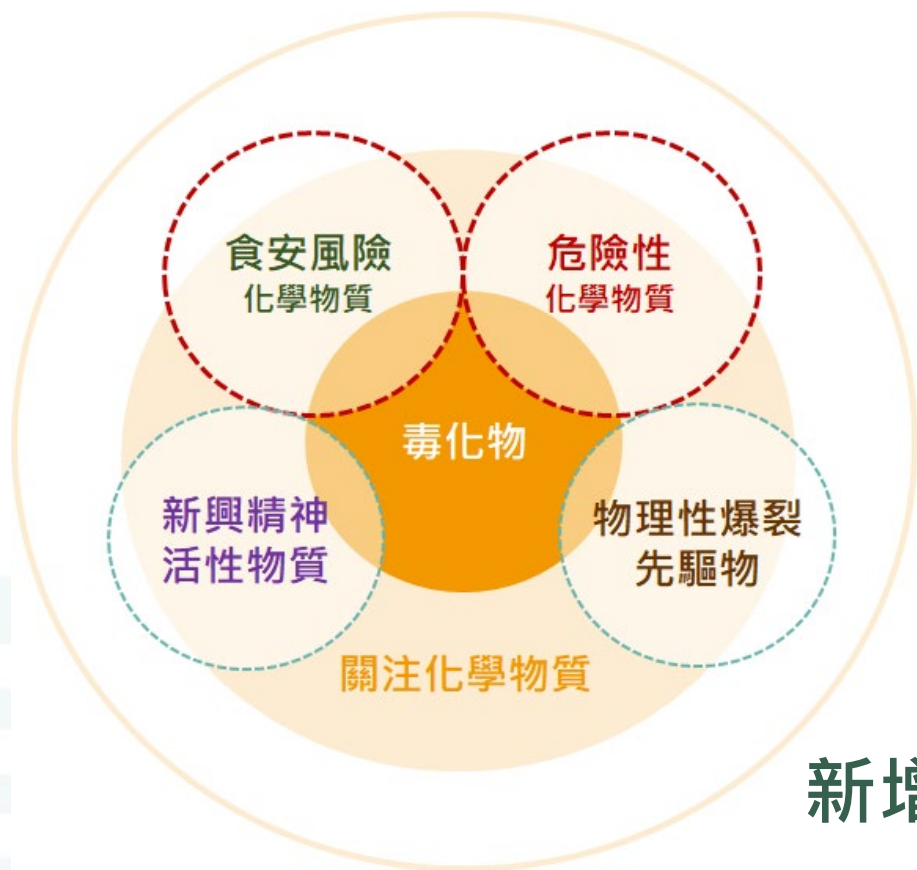 食安風險
化學物質
危險性
化學物質
毒化物
新興精神
活性物質
物理性爆裂
先驅物
關注化學物質
新增